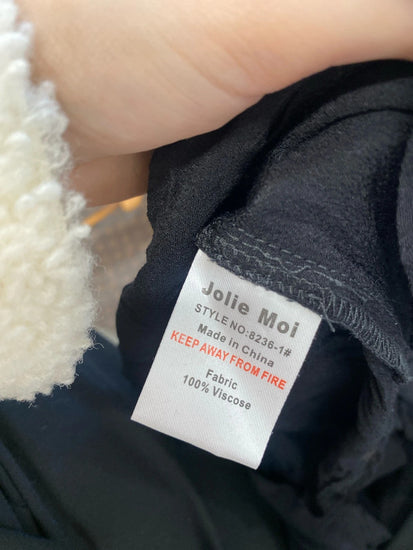 Jolie Moi
STYLE NO:8236-1#
Made in China
KEEP AWAY FROM FIRE
Fabric
100% Viscose